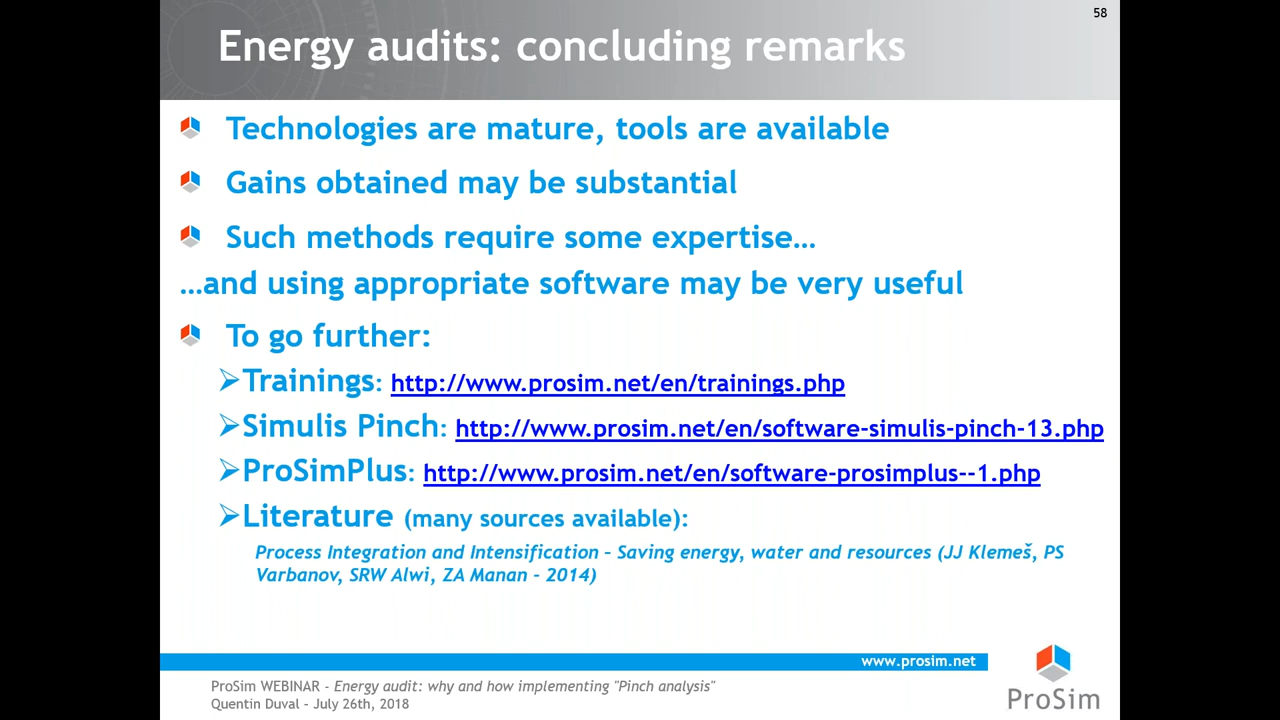 58
Energy audits: concluding remarks
Technologies are mature, tools are available
Gains obtained may be substantial
Such methods require some expertise…
…and using appropriate software may be very useful
To go further:
Trainings: http://www.prosim.net/en/trainings.php
Simulis Pinch: http://www.prosim.net/en/software-simulis-pinch-13.php
ProSimPlus: http://www.prosim.net/en/software-prosimplus--1.php
Literature (many sources available):
Process Integration and Intensification – Saving energy, water and resources (JJ Klemeš, PS
Varbanov, SRW Alwi, ZA Manan - 2014)
www.prosim.net
ProSim WEBINAR - Energy audit: why and how implementing "Pinch analysis"
Quentin Duval – July 26th, 2018
ProSim